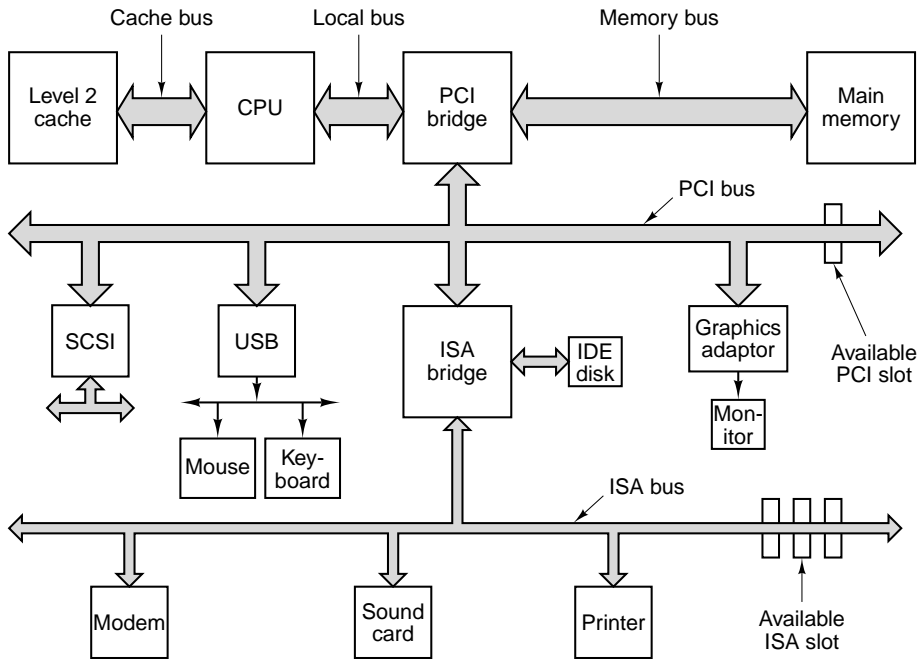 Cache bus
Local bus
Memory bus
Level 2
cache
CPU
PCI
bridge
Main
memory
PCI bus
SCSI
USB
ISA
bridge
IDE
disk
Graphics
adaptor
Available
PCI slot
Mon-
itor
Mouse
Key-
board
ISA bus
Modem
Sound
card
Printer
Available
ISA slot